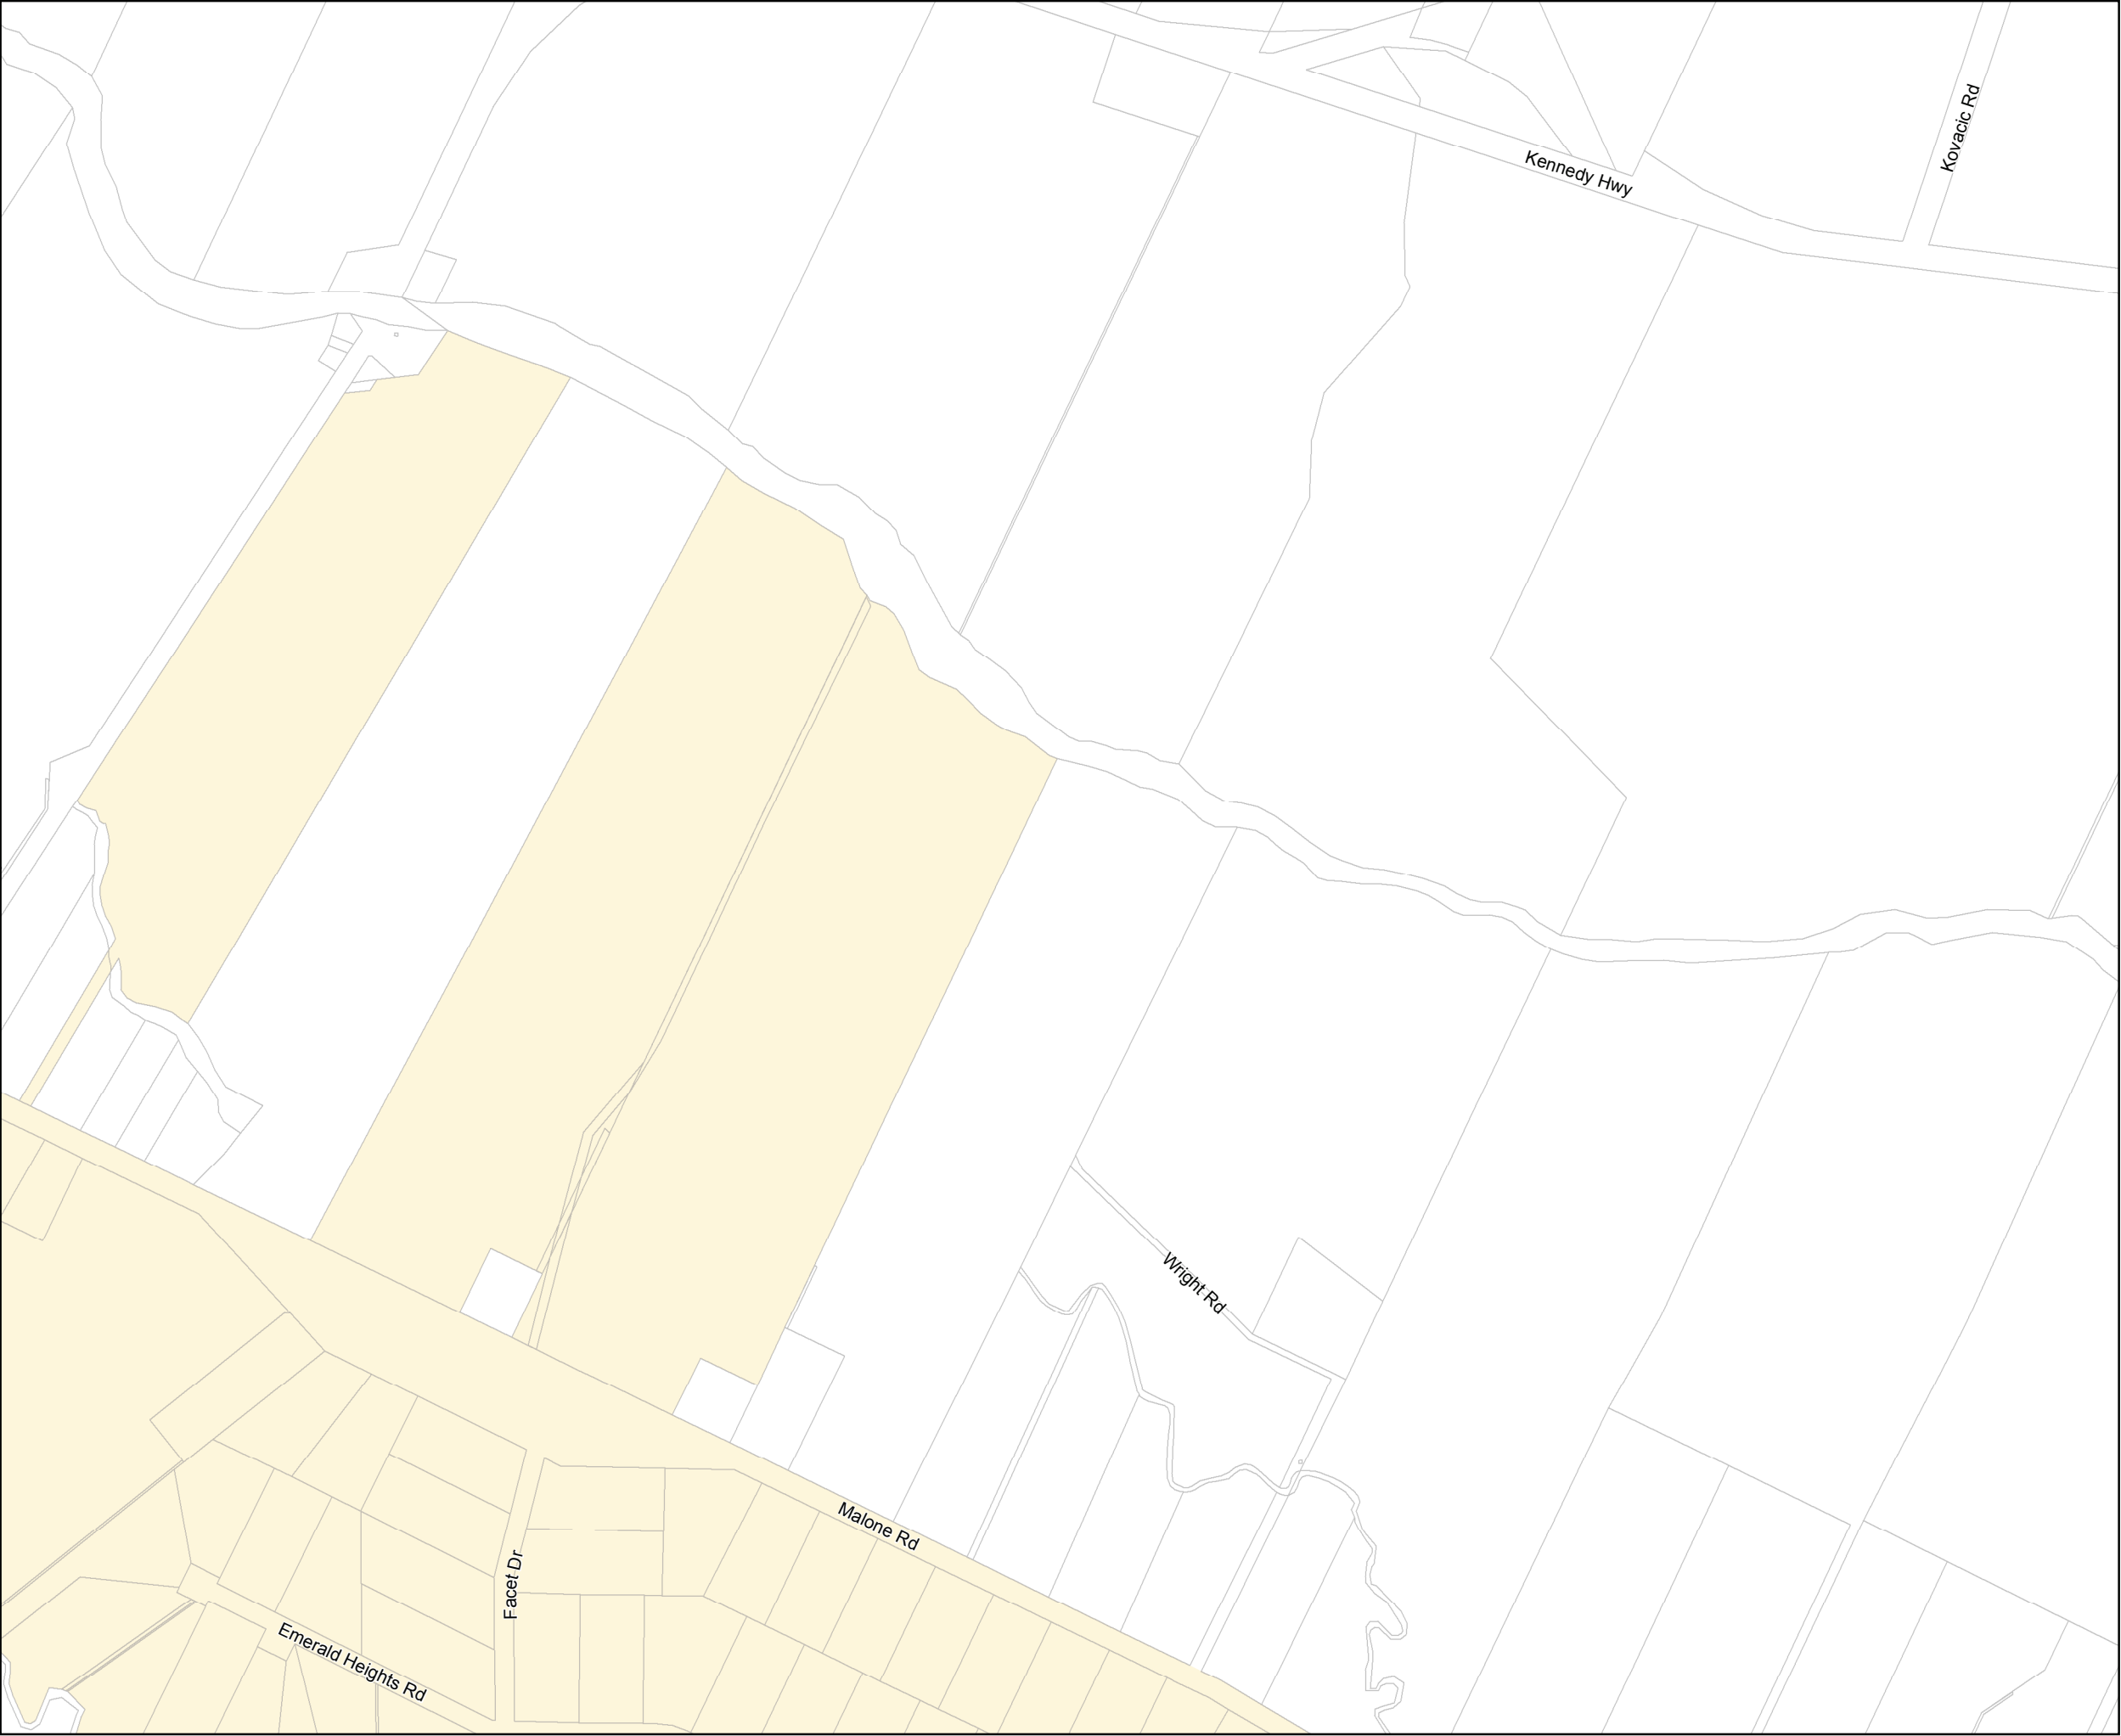 Kovacic Rd
Kennedy Hwy
Wright Rd
Malone Rd
Facet Dr
Emerald Heights Rd